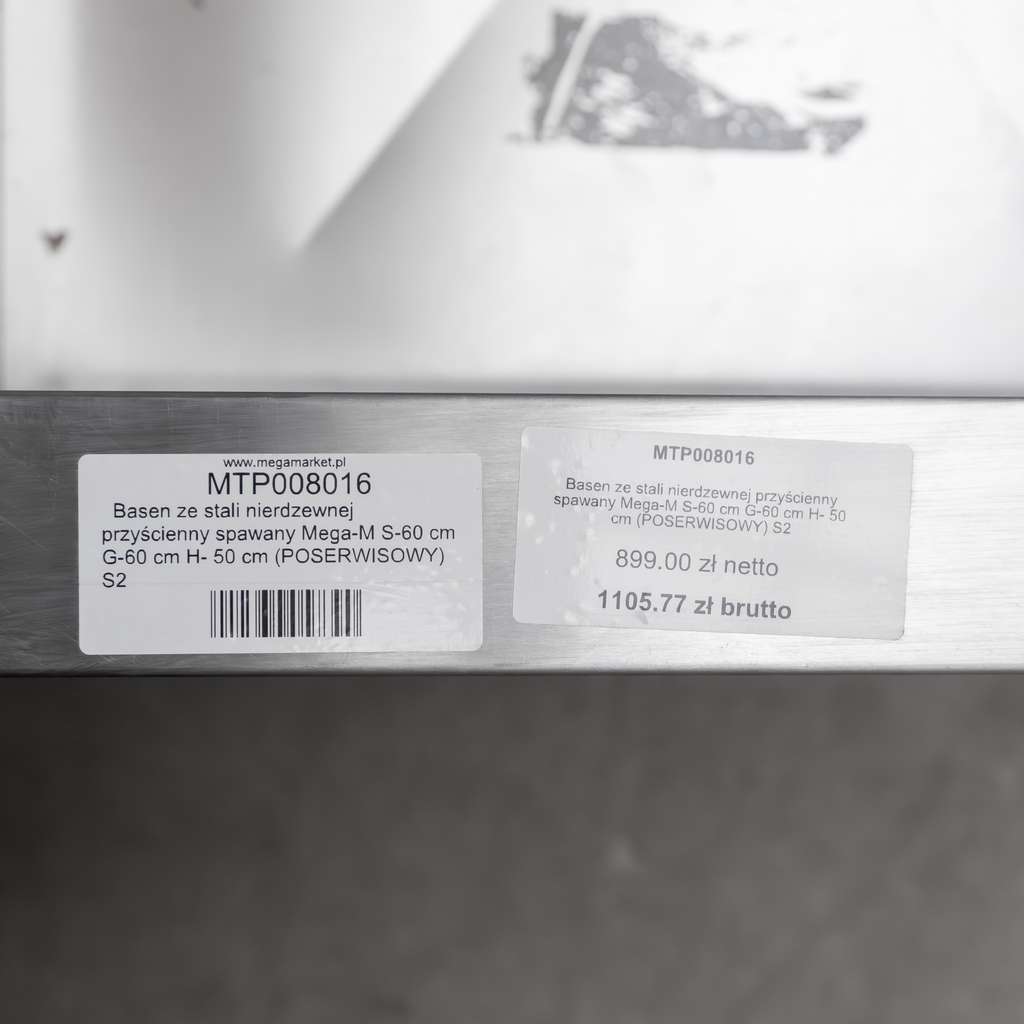 www.megamarket.pl
MTP008016
Basen ze stali nierdzewnej
przyścienny spawany Mega-M S-60 cm
G-60 cm H- 50 cm (POSERWISOWY)
S2
MTP008016
Basen ze stali nierdzewnej przyścienny
spawany Mega-M S-60 cm G-60 cm H- 50
cm (POSERWISOWY) S2
899.00 zł netto
1105.77 zł brutto